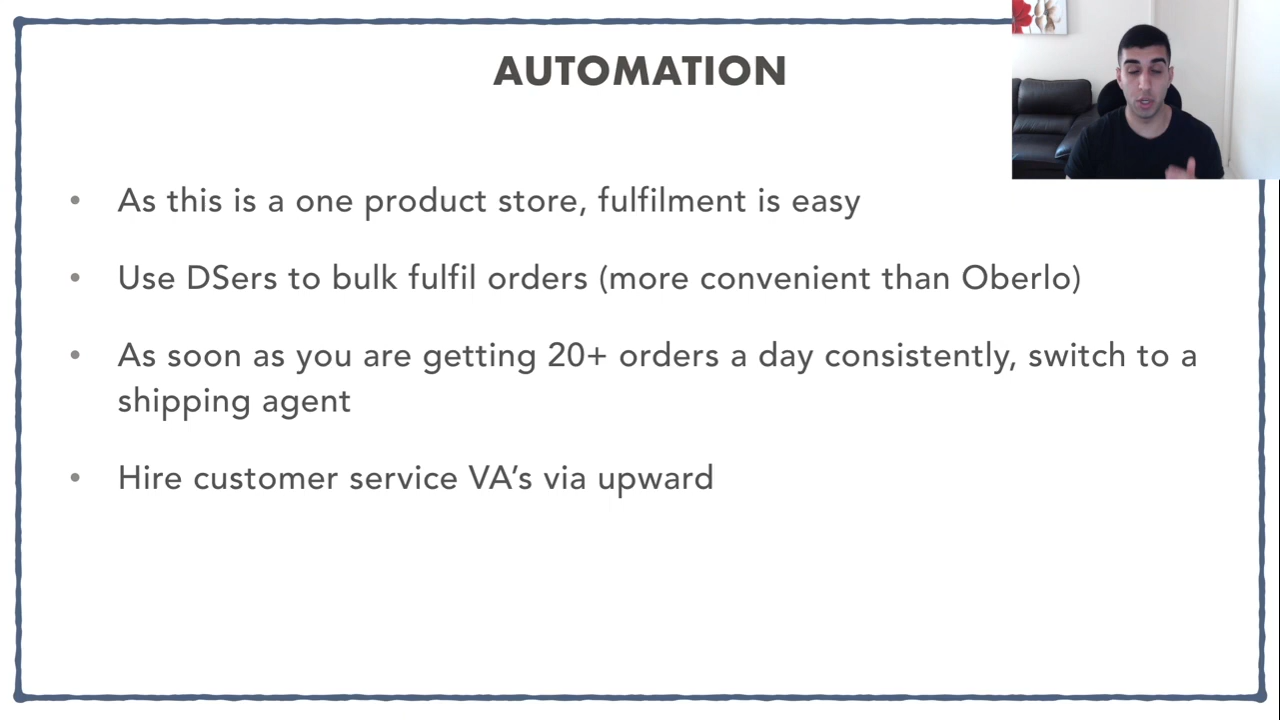 AUTOMATION
• As this is a one product store, fulfilment is easy
• Use DSers to bulk fulfil orders (more convenient than Oberlo)
• As soon as you are getting 20+ orders a day consistently, switch to a
shipping agent
• Hire customer service VA’s via upward